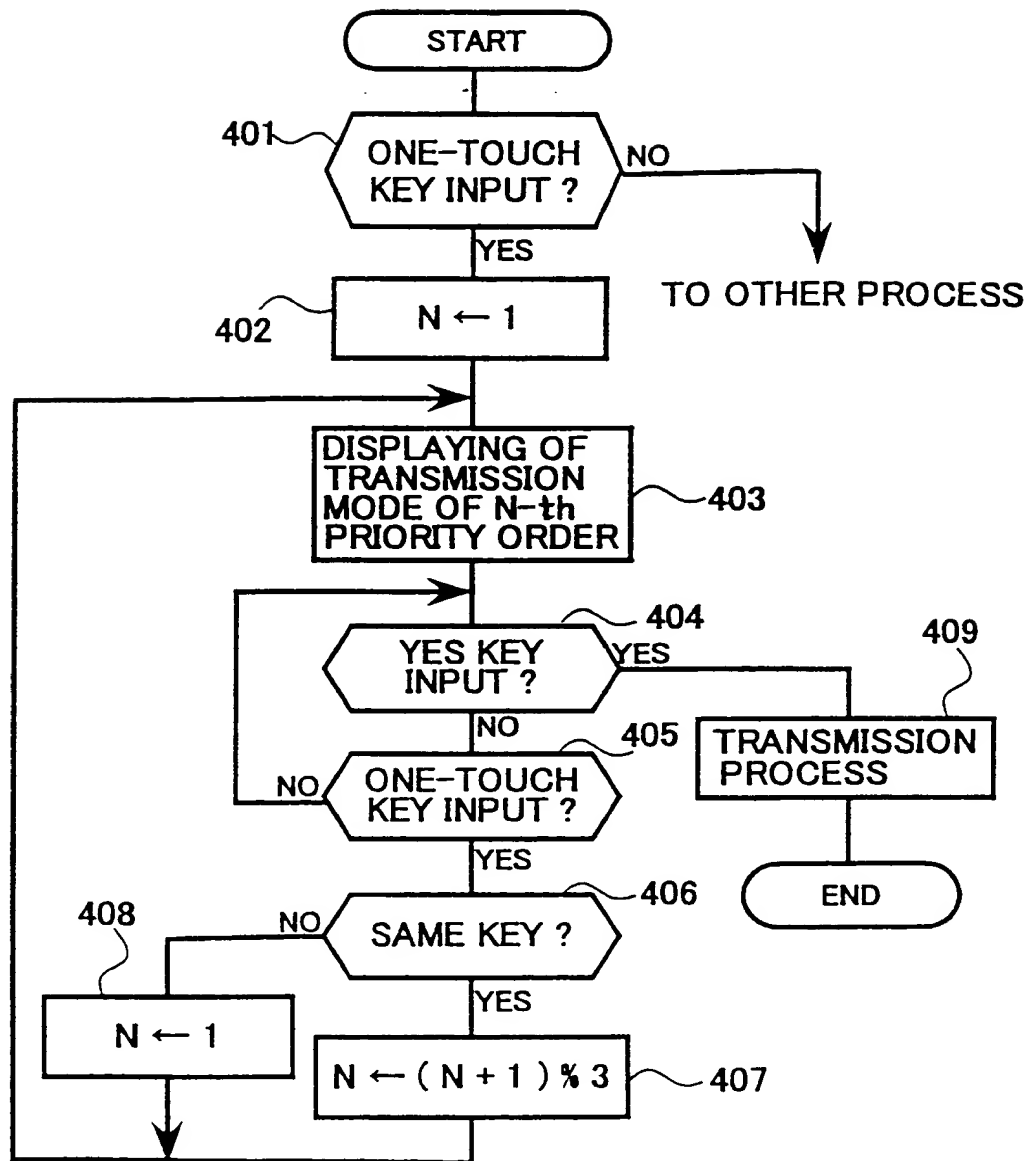 START
401
ONE-TOUCH
KEY INPUT ?
NO
YES
TO OTHER PROCESS
402
N ← 1
DISPLAYING OF
TRANSMISSION
MODE OF N-th
PRIORITY ORDER
403
404
YES KEY
INPUT ?
YES
NO
409
TRANSMISSION
PROCESS
405
ONE-TOUCH
KEY INPUT ?
NO
YES
END
406
SAME KEY ?
NO
YES
408
N ← 1
N ← ( N + 1 ) % 3
407